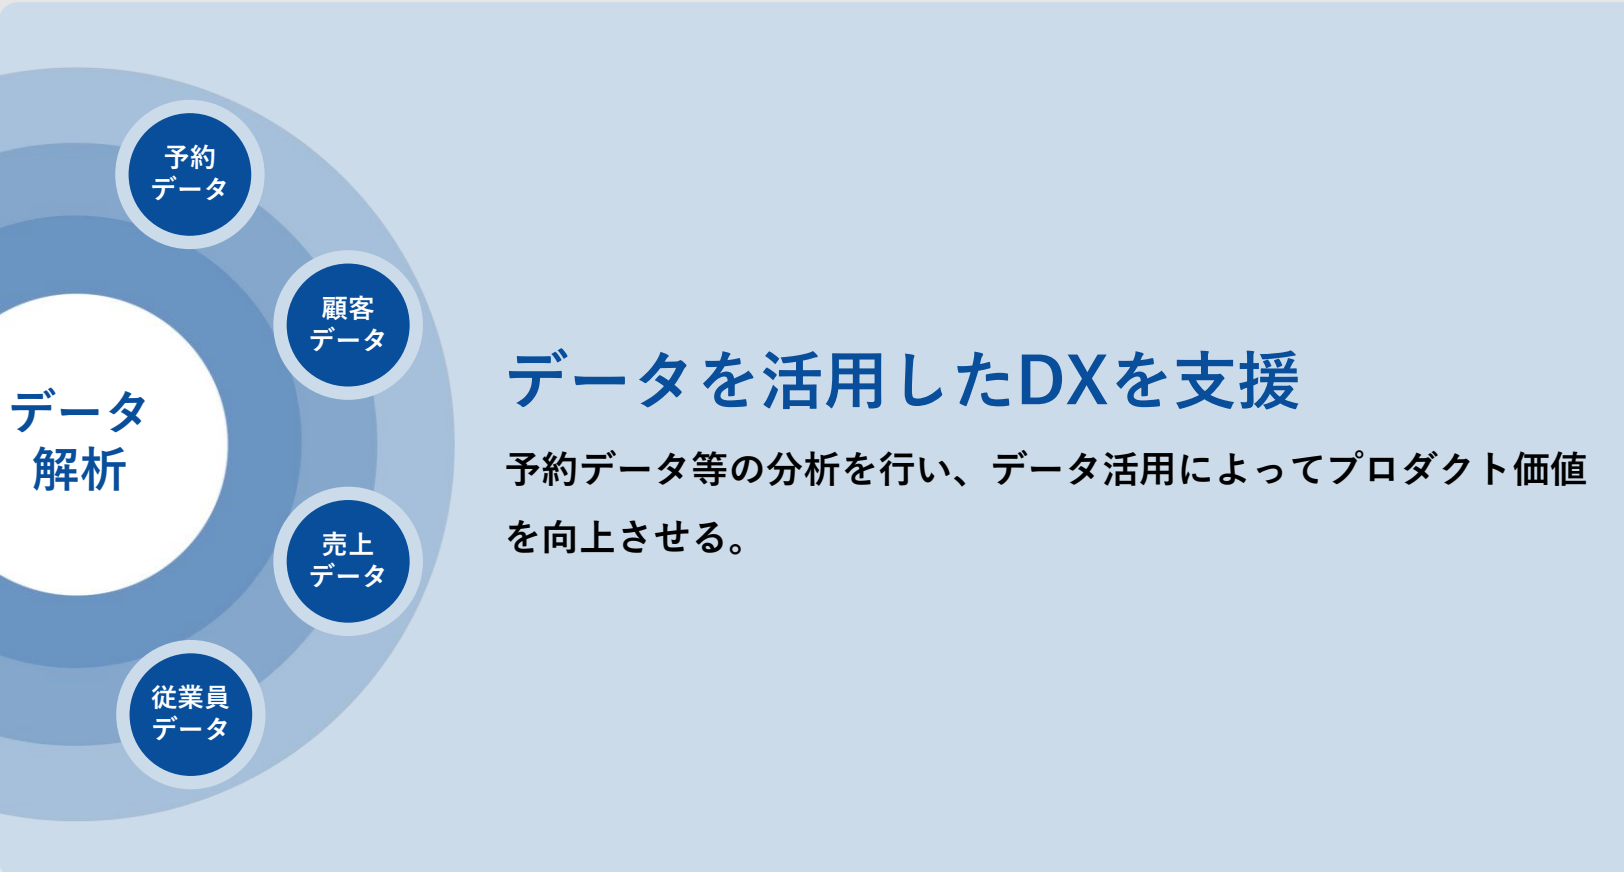 予約
データ
顧客
データ
データ
解析
売上
データ
従業員
データ
データを活用したDXを支援
予約データ等の分析を行い、データ活用によってプロダクト価値
を向上させる。